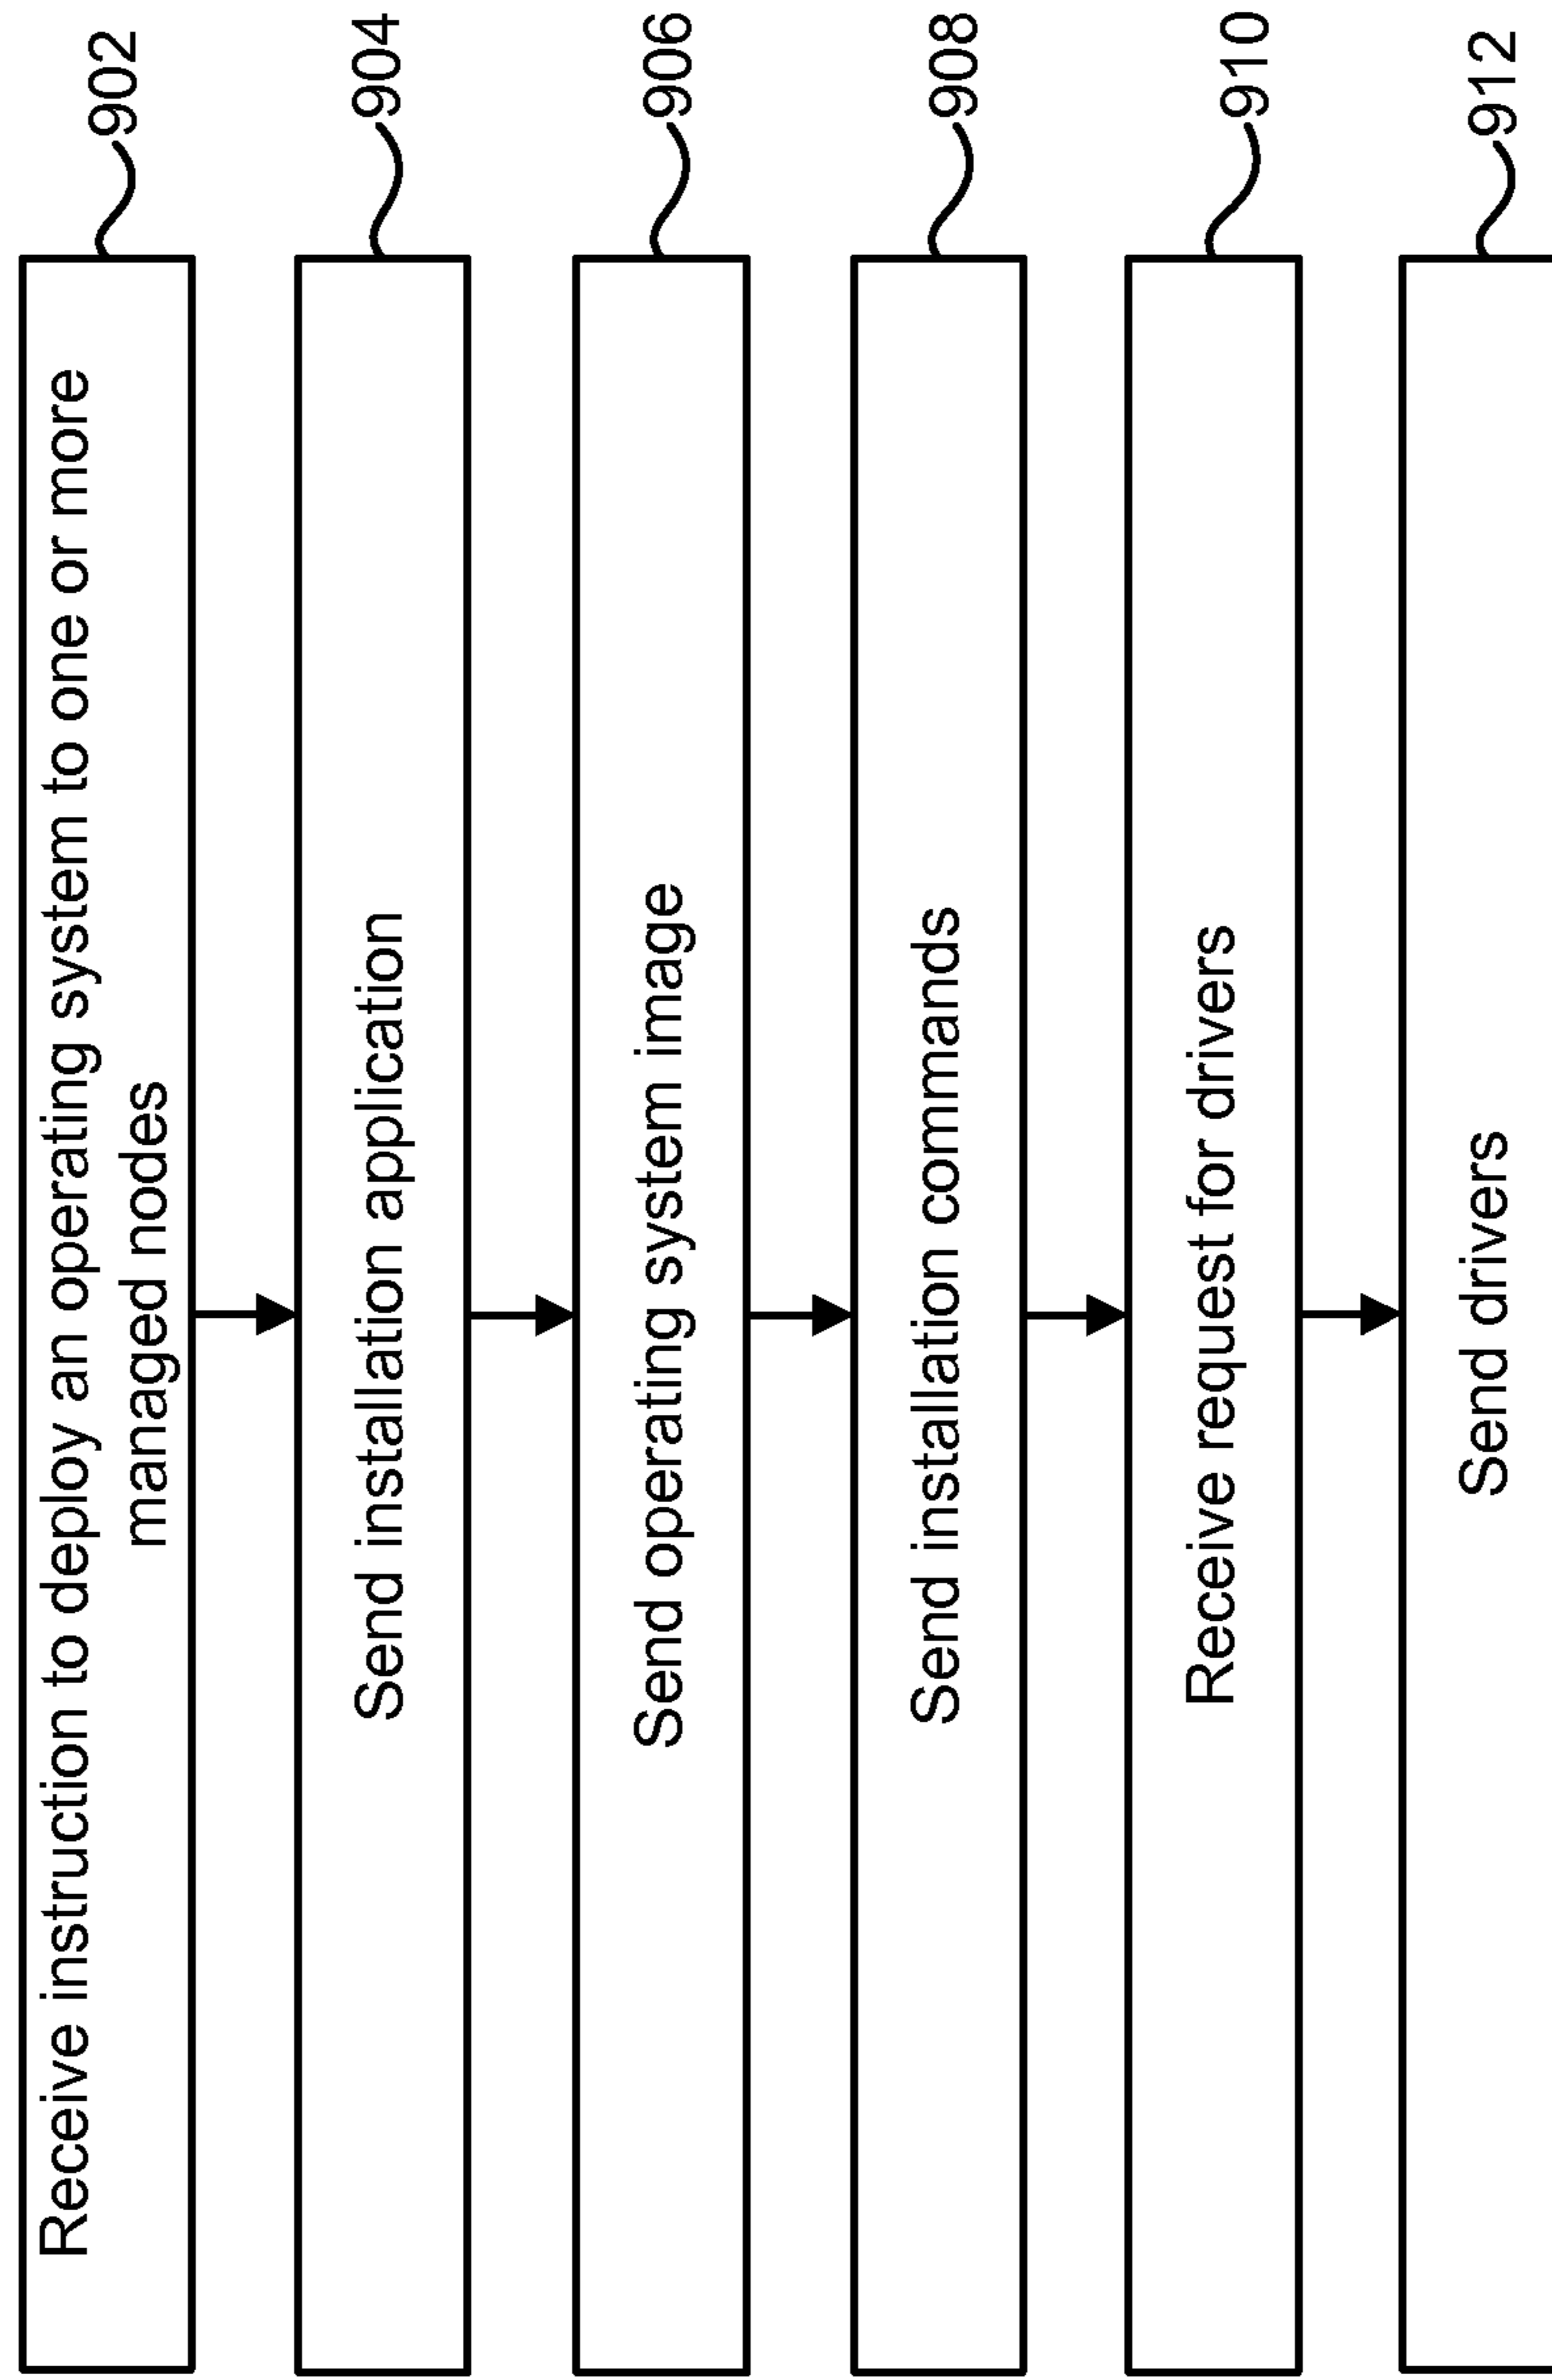 Receive instruction to deploy an operating system to one or more
managed nodes
902
Send installation application
904
Send operating system image
906
Send installation commands
908
Receive request for drivers
910
Send drivers
912